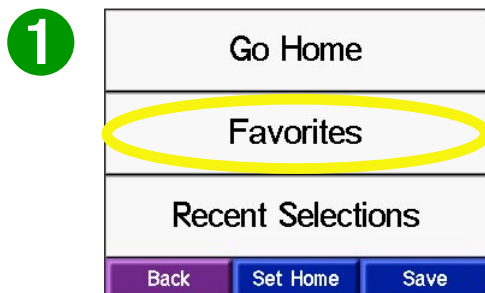 1
Go Home
Favorites
Recent Selections
Back Set Home Save